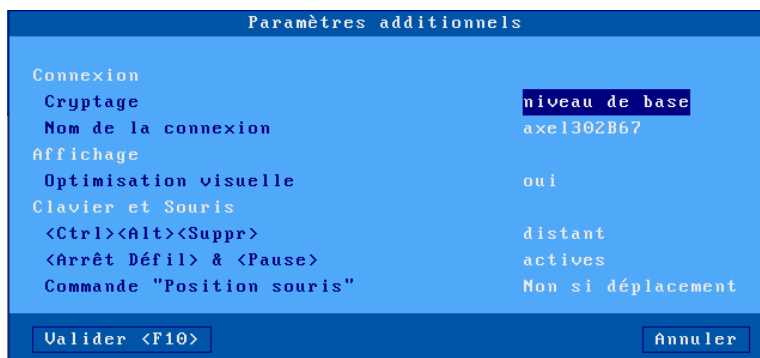 Paramètres additionnels
Connexion
Cryptage niveau de base
Nom de la connexion axel302B67
Affichage
Optimisation visuelle oui
Clavier et Souris
<Ctrl><Alt><Suppr> distant
<Arrêt Défil> & <Pause> actives
Commande "Position souris" Non si déplacement
Valider <F10> Annuler